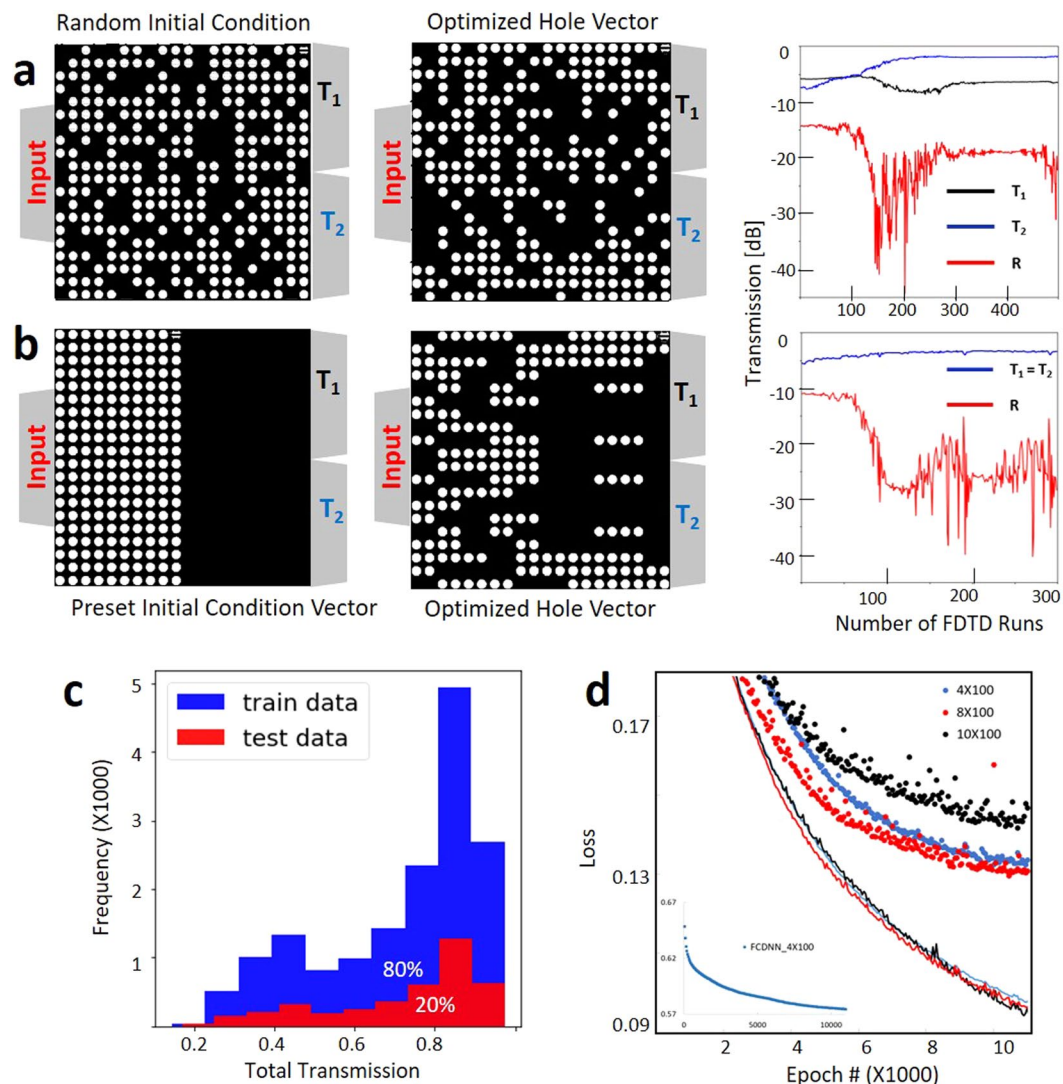 Random Initial Condition
Optimized Hole Vector
a
Input
T1
T2
Input
T1
T2
Transmission [dB]
0
-10
-20
-30
-40
T1
T2
R
100 200 300 400
b
Input
T1
T2
Input
T1
T2
0
-10
-20
-30
-40
T1 = T2
R
100 200 300
Preset Initial Condition Vector
Optimized Hole Vector
Number of FDTD Runs
c
Frequency (X1000)
5
4
3
2
1
train data
test data
80%
20%
0.2 0.4 0.6 0.8
Total Transmission
d
Loss
0.17
0.13
0.09
4X100
8X100
10X100
0.67
0.62
0.57
FCDNN_4X100
0 5000 10000
2 4 6 8 10
Epoch # (X1000)